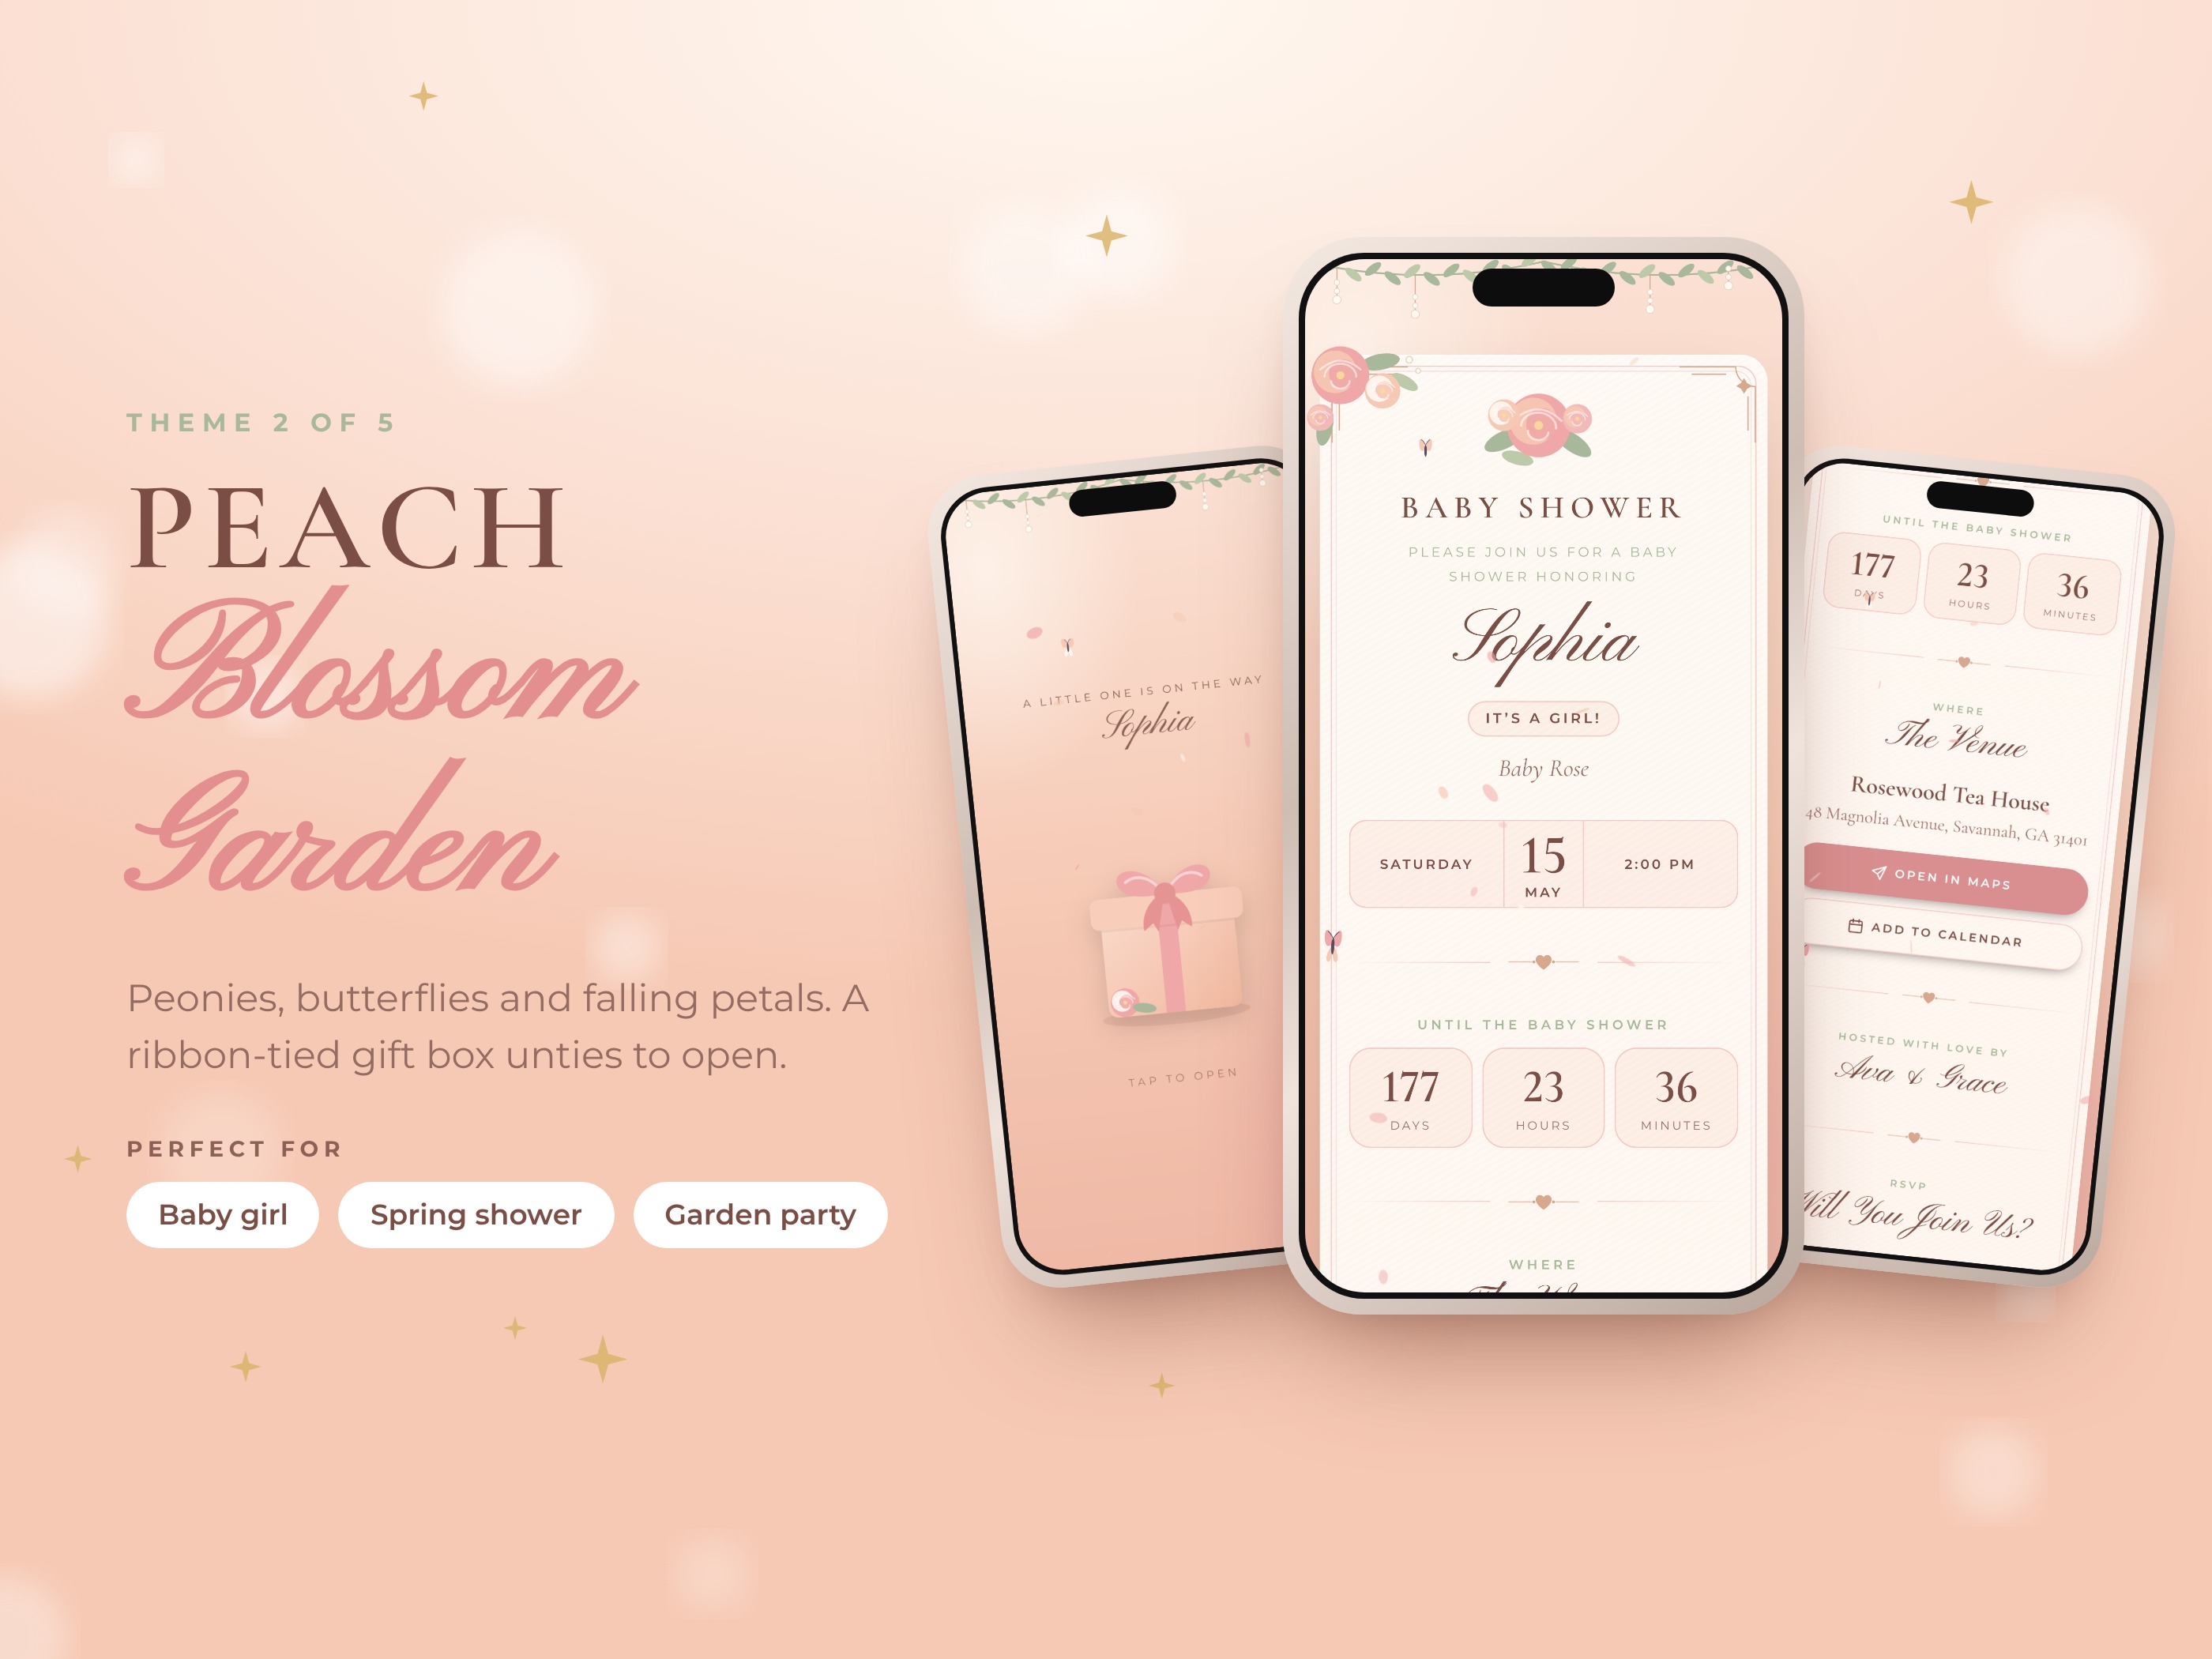 THEME 2 OF 5
PEACH
Blossom
Garden
Peonies, butterflies and falling petals. A
ribbon-tied gift box unties to open.
PERFECT FOR
Baby girl
Spring shower
Garden party
A LITTLE ONE IS ON THE WAY
Sophia
TAP TO OPEN
BABY SHOWER
PLEASE JOIN US FOR A BABY
SHOWER HONORING
Sophia
IT'S A GIRL!
Baby Rose
SATURDAY
15
MAY
2:00 PM
UNTIL THE BABY SHOWER
177
DAYS
23
HOURS
36
MINUTES
WHERE
UNTIL THE BABY SHOWER
177
DAYS
23
HOURS
36
MINUTES
WHERE
The Venue
Rosewood Tea House
48 Magnolia Avenue, Savannah, GA 31401
OPEN IN MAPS
ADD TO CALENDAR
HOSTED WITH LOVE BY
Ava & Grace
RSVP
Will You Join Us?